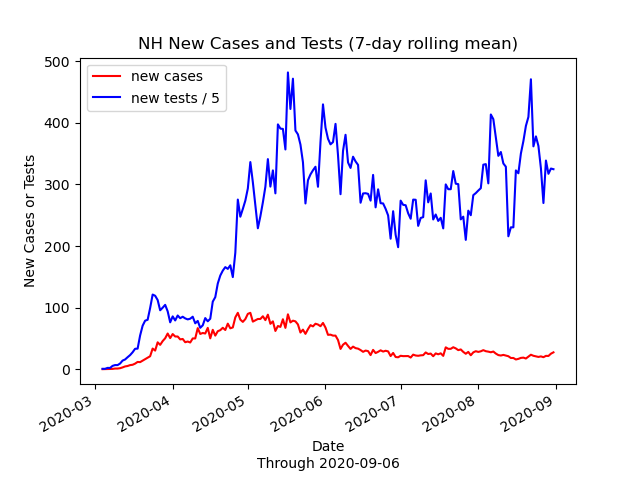 NH New Cases and Tests (7-day rolling mean)
new cases
new tests / 5
New Cases or Tests
500
400
300
200
100
0
2020-03
2020-04
2020-05
2020-06
2020-07
2020-08
2020-09
Date
Through 2020-09-06